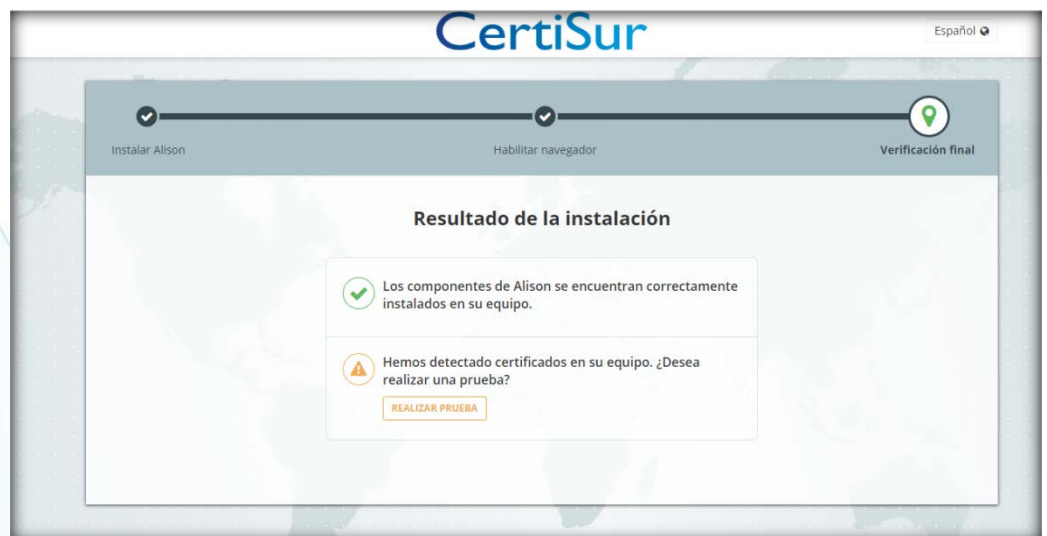 CertiSur
Español
Instalar Alison
Habilitar navegador
Verificación final
Resultado de la instalación
Los componentes de Alison se encuentran correctamente
instalados en su equipo.
Hemos detectado certificados en su equipo. ¿Desea
realizar una prueba?
REALIZAR PRUEBA